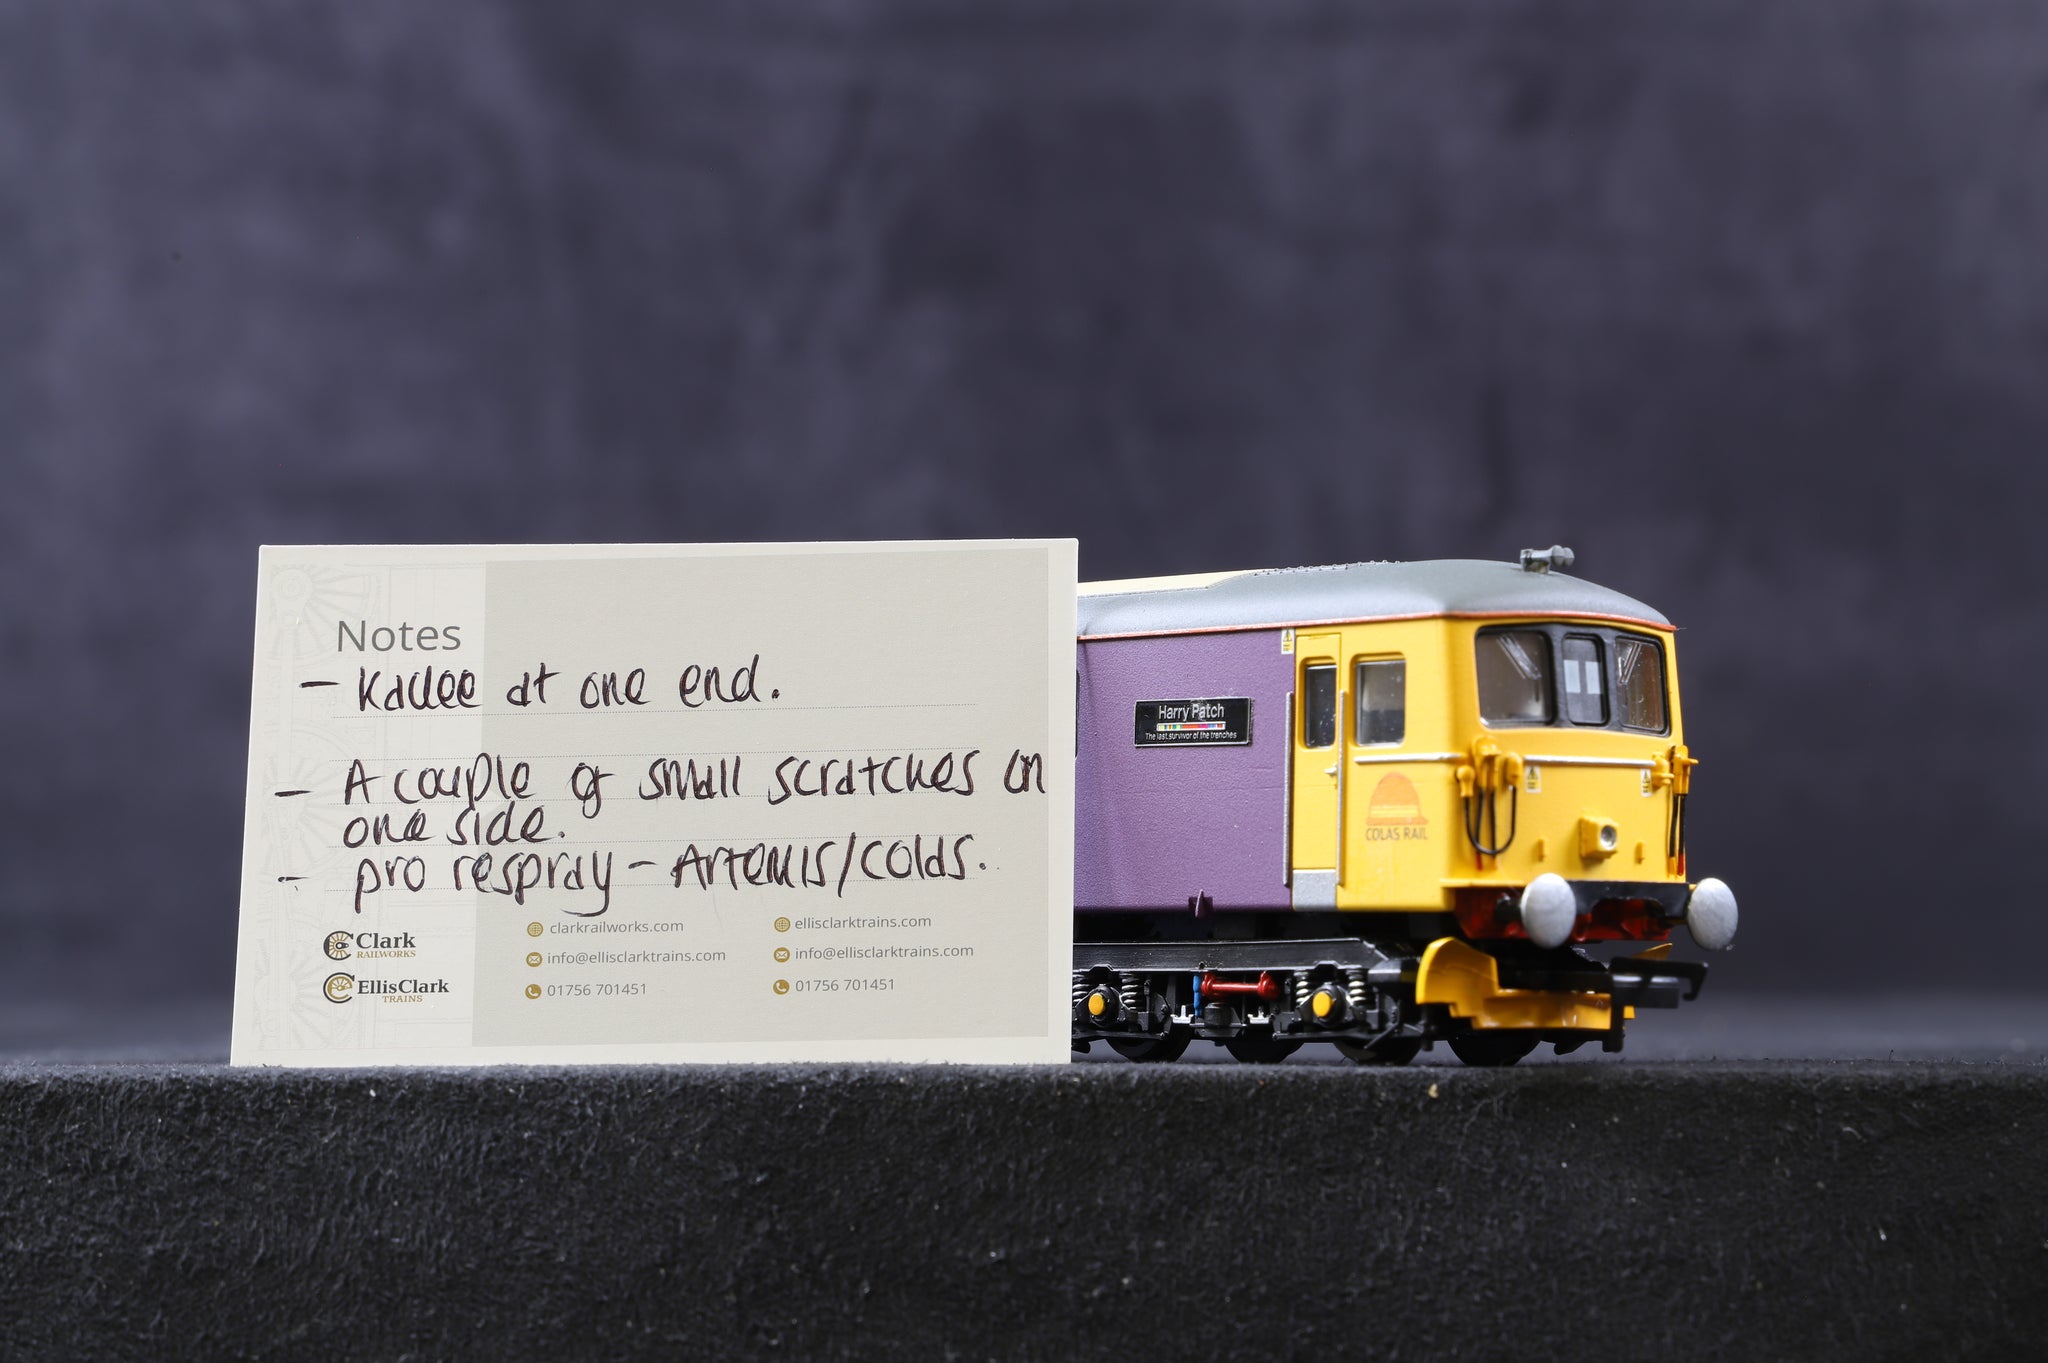 Notes
- Kadee at one end.
- A couple of small scratches on
one side.
- pro respray - Artemis/Colas.
Clark
RAILWORKS
EllisClark
TRAINS
clarkrailworks.com
info@ellisclarktrains.com
01756 701451
ellisclarktrains.com
info@ellisclarktrains.com
01756 701451
Harry Patch
The last survivor of the trenches
COLAS RAIL